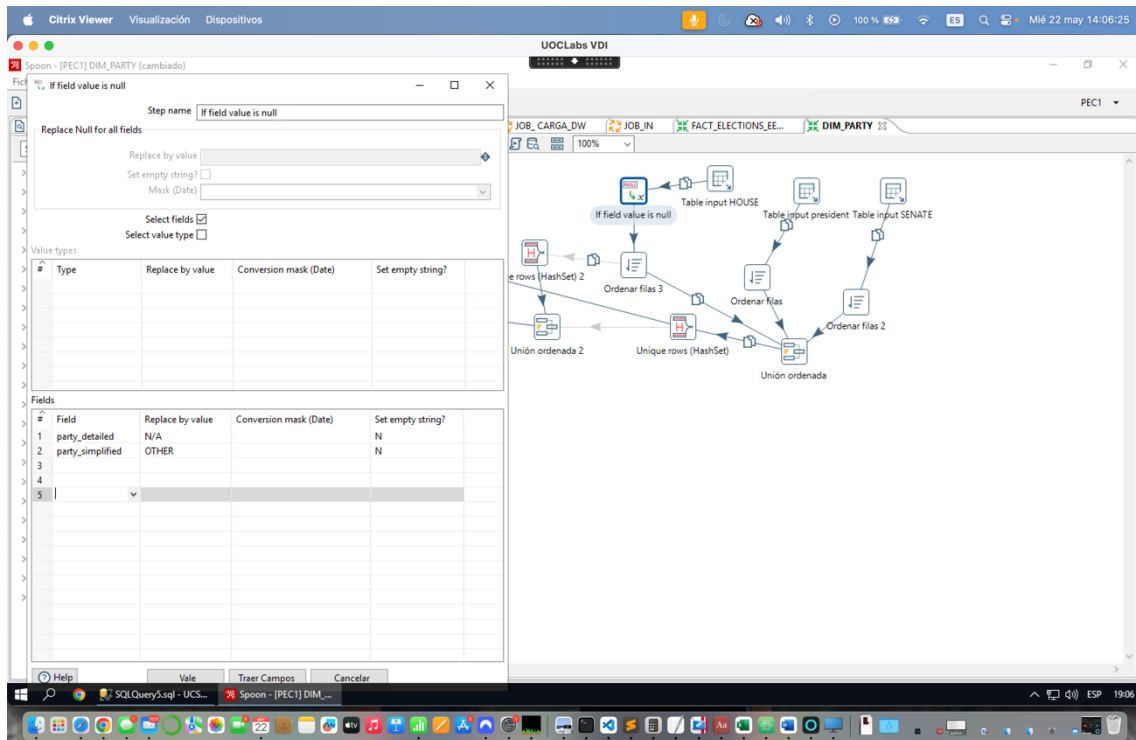 Citrix Viewer Visualización Dispositivos 100 % ES Mié 22 may 14:06:25
UOCLabs VDI
Spoon - [PEC1] DIM_PARTY (cambiado)
If field value is null
PEC1
Step name If field value is null
Replace Null for all fields
Replace by value
Set empty string?
Mask (Date)
Select fields
Select value type
Value types
# Type Replace by value Conversion mask (Date) Set empty string?
Fields
# Field Replace by value Conversion mask (Date) Set empty string?
1 party_detailed N/A N
2 party_simplified OTHER N
3
4
5
Help Vale Traer Campos Cancelar
JOB_ CARGA_DW JOB_IN FACT_ELECTIONS_EE... DIM_PARTY
100%
Table input HOUSE
If field value is null
Table input president Table input SENATE
e rows (HashSet) 2
Ordenar filas 3
Ordenar filas
Ordenar filas 2
Unión ordenada 2
Unique rows (HashSet)
Unión ordenada
SQLQuery5.sql - UCS... Spoon - [PEC1] DIM_... ESP 19:06